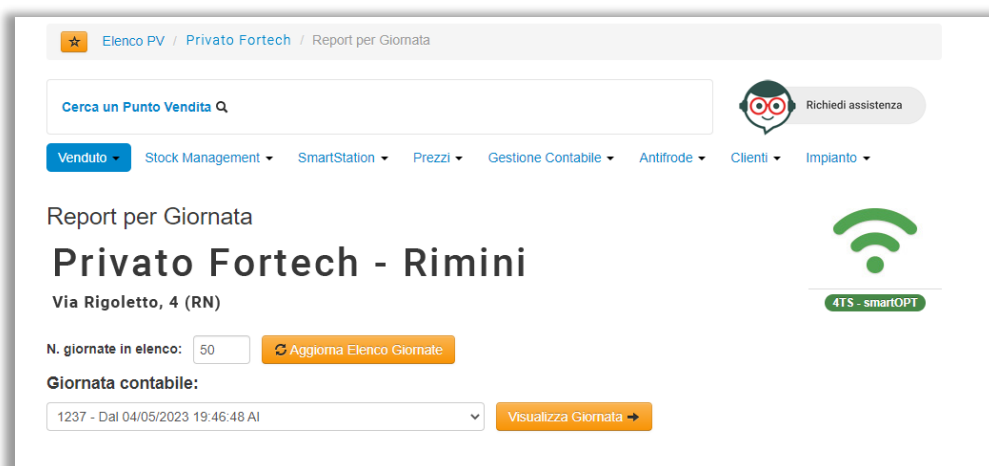 Elenco PV / Privato Fortech / Report per Giornata
Cerca un Punto Vendita
Richiedi assistenza
Venduto Stock Management SmartStation Prezzi Gestione Contabile Antifrode Clienti Impianto
Report per Giornata
Privato Fortech - Rimini
Via Rigoletto, 4 (RN)
4TS - smartOPT
N. giornate in elenco: 50 Aggiorna Elenco Giornate
Giornata contabile:
1237 - Dal 04/05/2023 19:46:48 Al Visualizza Giornata